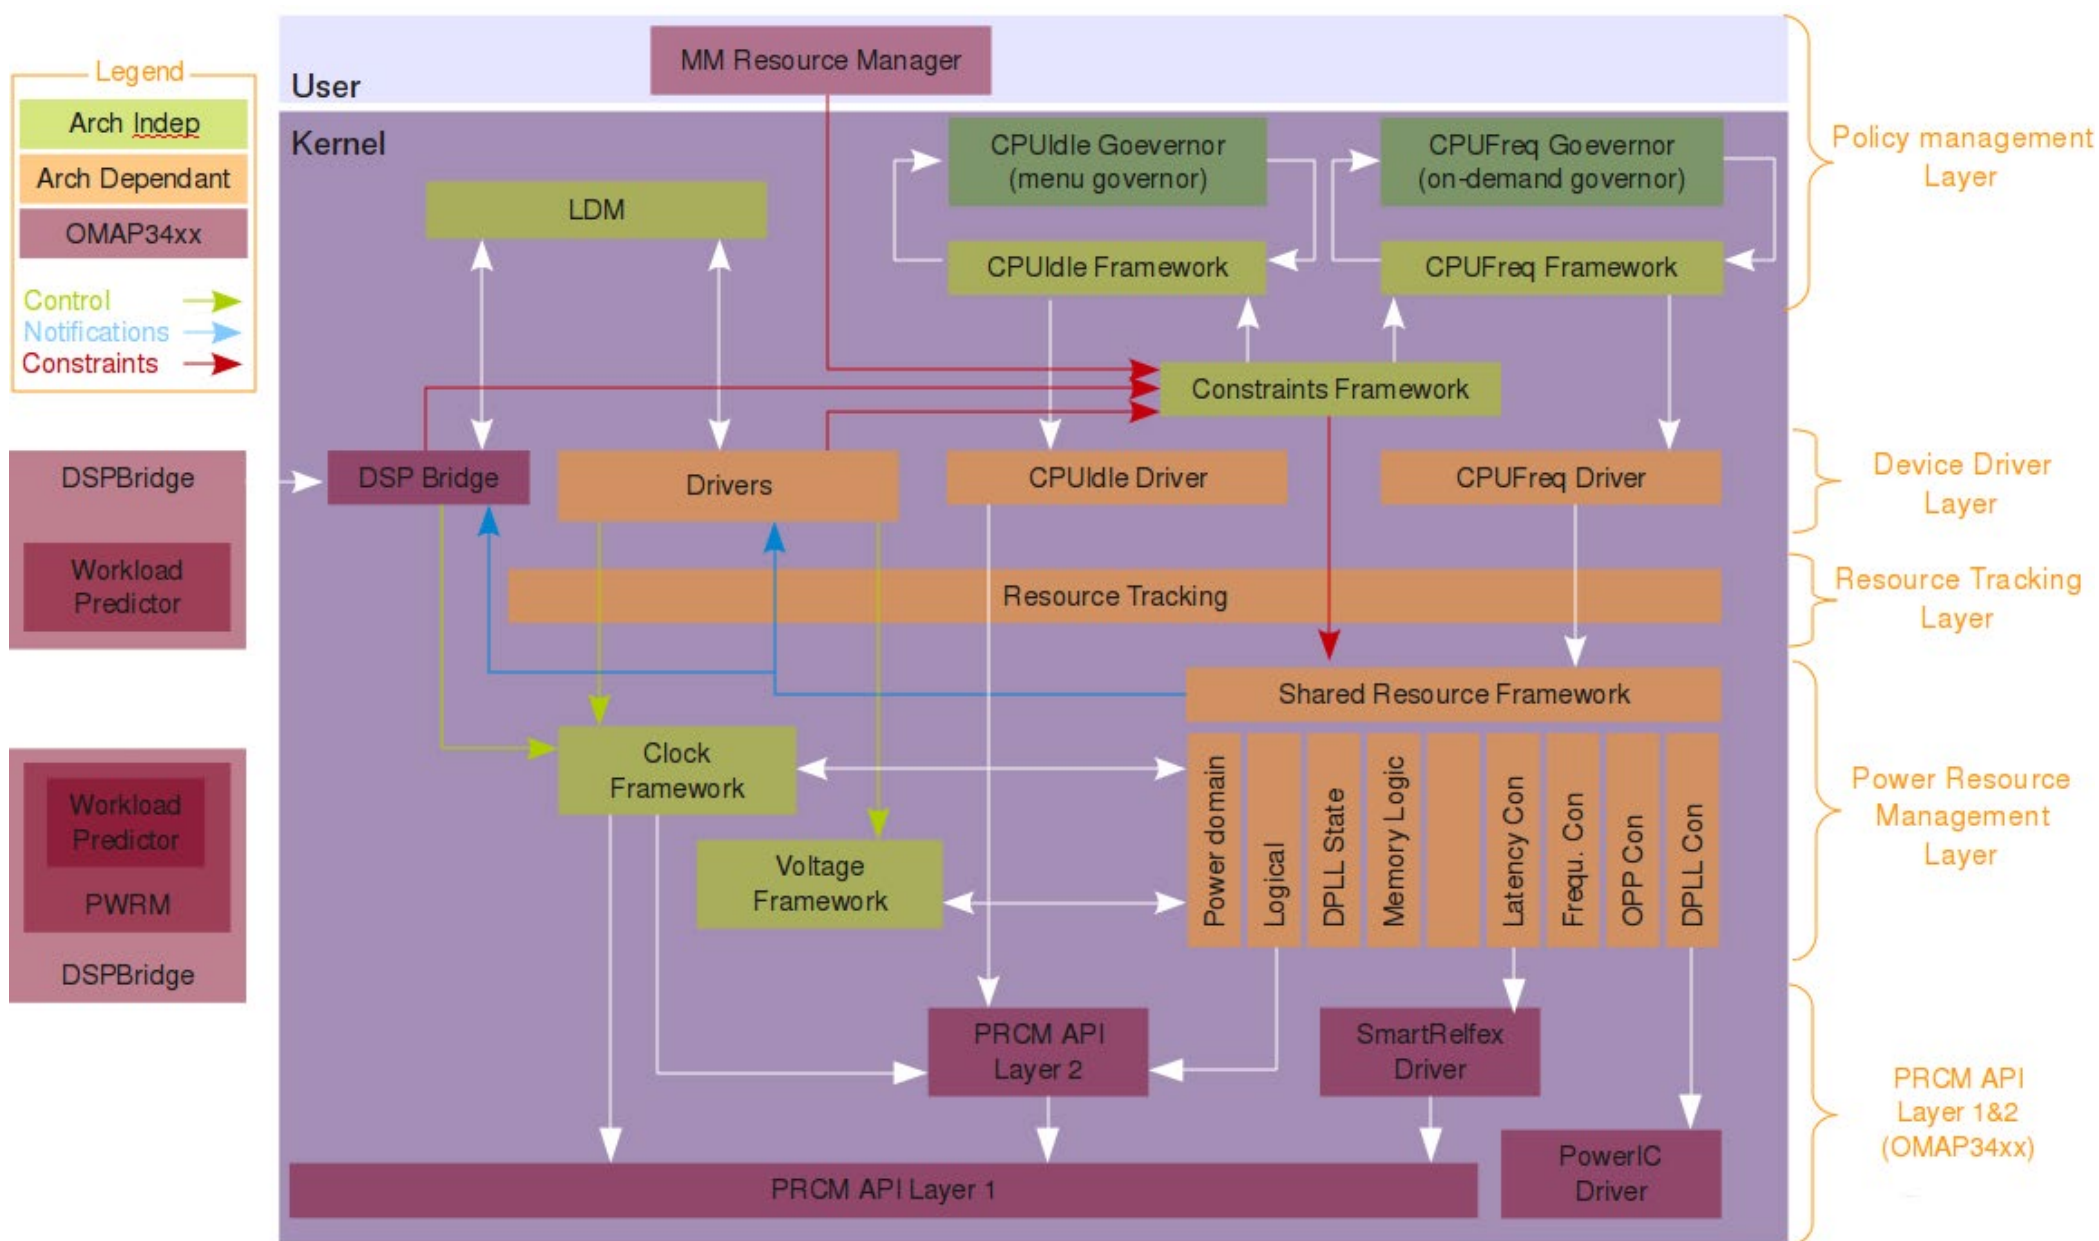 Legend
Arch Indep
Arch Dependant
OMAP34xx
Control
Notifications
Constraints
User
MM Resource Manager
Kernel
LDM
CPUIdle Goevernor
(menu governor)
CPUFreq Goevernor
(on-demand governor)
CPUIdle Framework
CPUFreq Framework
Constraints Framework
Policy management
Layer
DSPBridge
Workload
Predictor
DSP Bridge
Drivers
CPUIdle Driver
CPUFreq Driver
Device Driver
Layer
Resource Tracking
Resource Tracking
Layer
Shared Resource Framework
Clock
Framework
Voltage
Framework
Power domain
Logical
DPLL State
Memory Logic
Latency Con
Frequ. Con
OPP Con
DPLL Con
Power Resource
Management
Layer
Workload
Predictor
PWRM
DSPBridge
PRCM API
Layer 2
SmartRelfex
Driver
PowerIC
Driver
PRCM API Layer 1
PRCM API
Layer 1&2
(OMAP34xx)